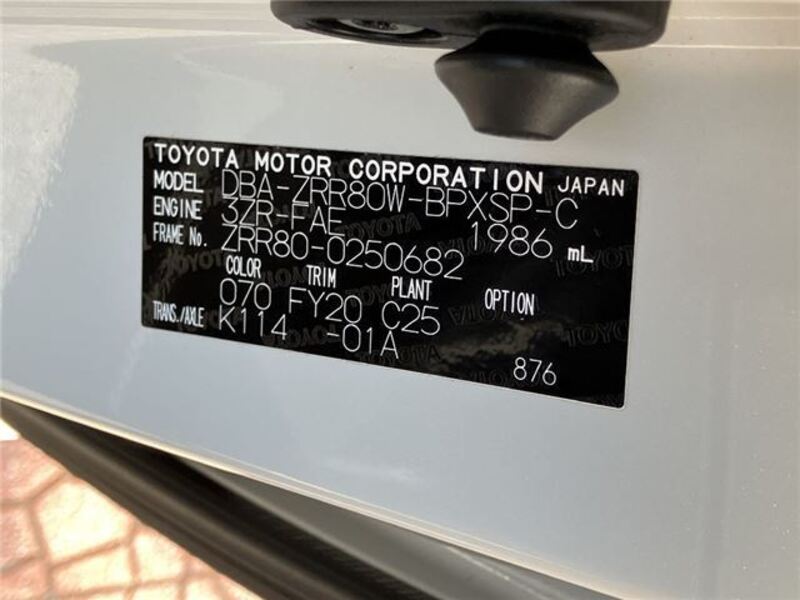 TOYOTA MOTOR CORPORATION JAPAN
MODEL DBA-ZRR80W-BPXSP-C
ENGINE 3ZR-FAE 1986 mL
FRAME No. ZRR80-0250682
COLOR TRIM PLANT OPTION
070 FY20 C25
TRANS./AXLE K114 -01A
876